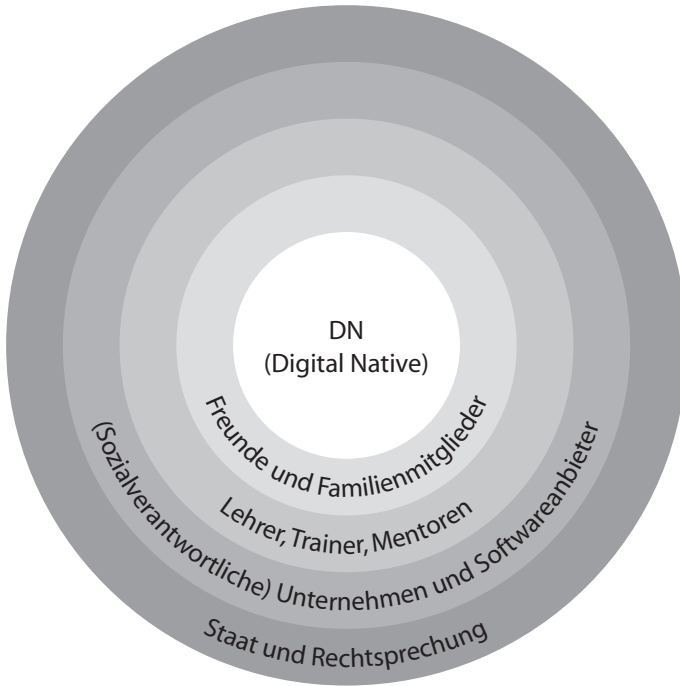 DN
(Digital Native)
Freunde und Familienmitglieder
Lehrer, Trainer, Mentoren
(Sozialverantwortliche) Unternehmen und Softwareanbieter
Staat und Rechtsprechung